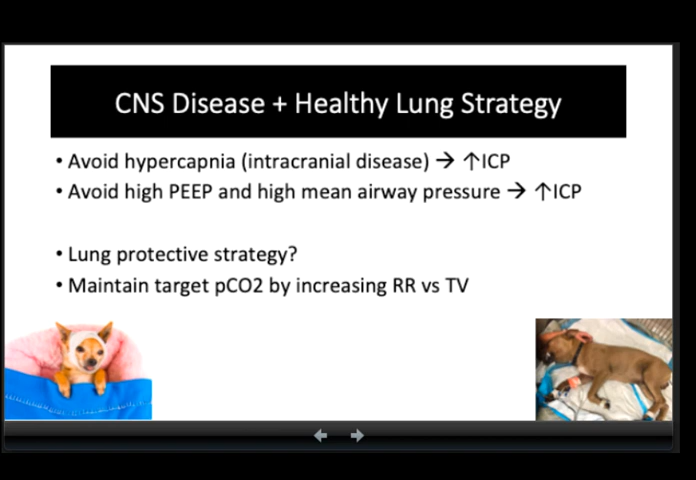 CNS Disease + Healthy Lung Strategy
• Avoid hypercapnia (intracranial disease) → ↑ICP
• Avoid high PEEP and high mean airway pressure → ↑ICP
• Lung protective strategy?
• Maintain target pCO2 by increasing RR vs TV